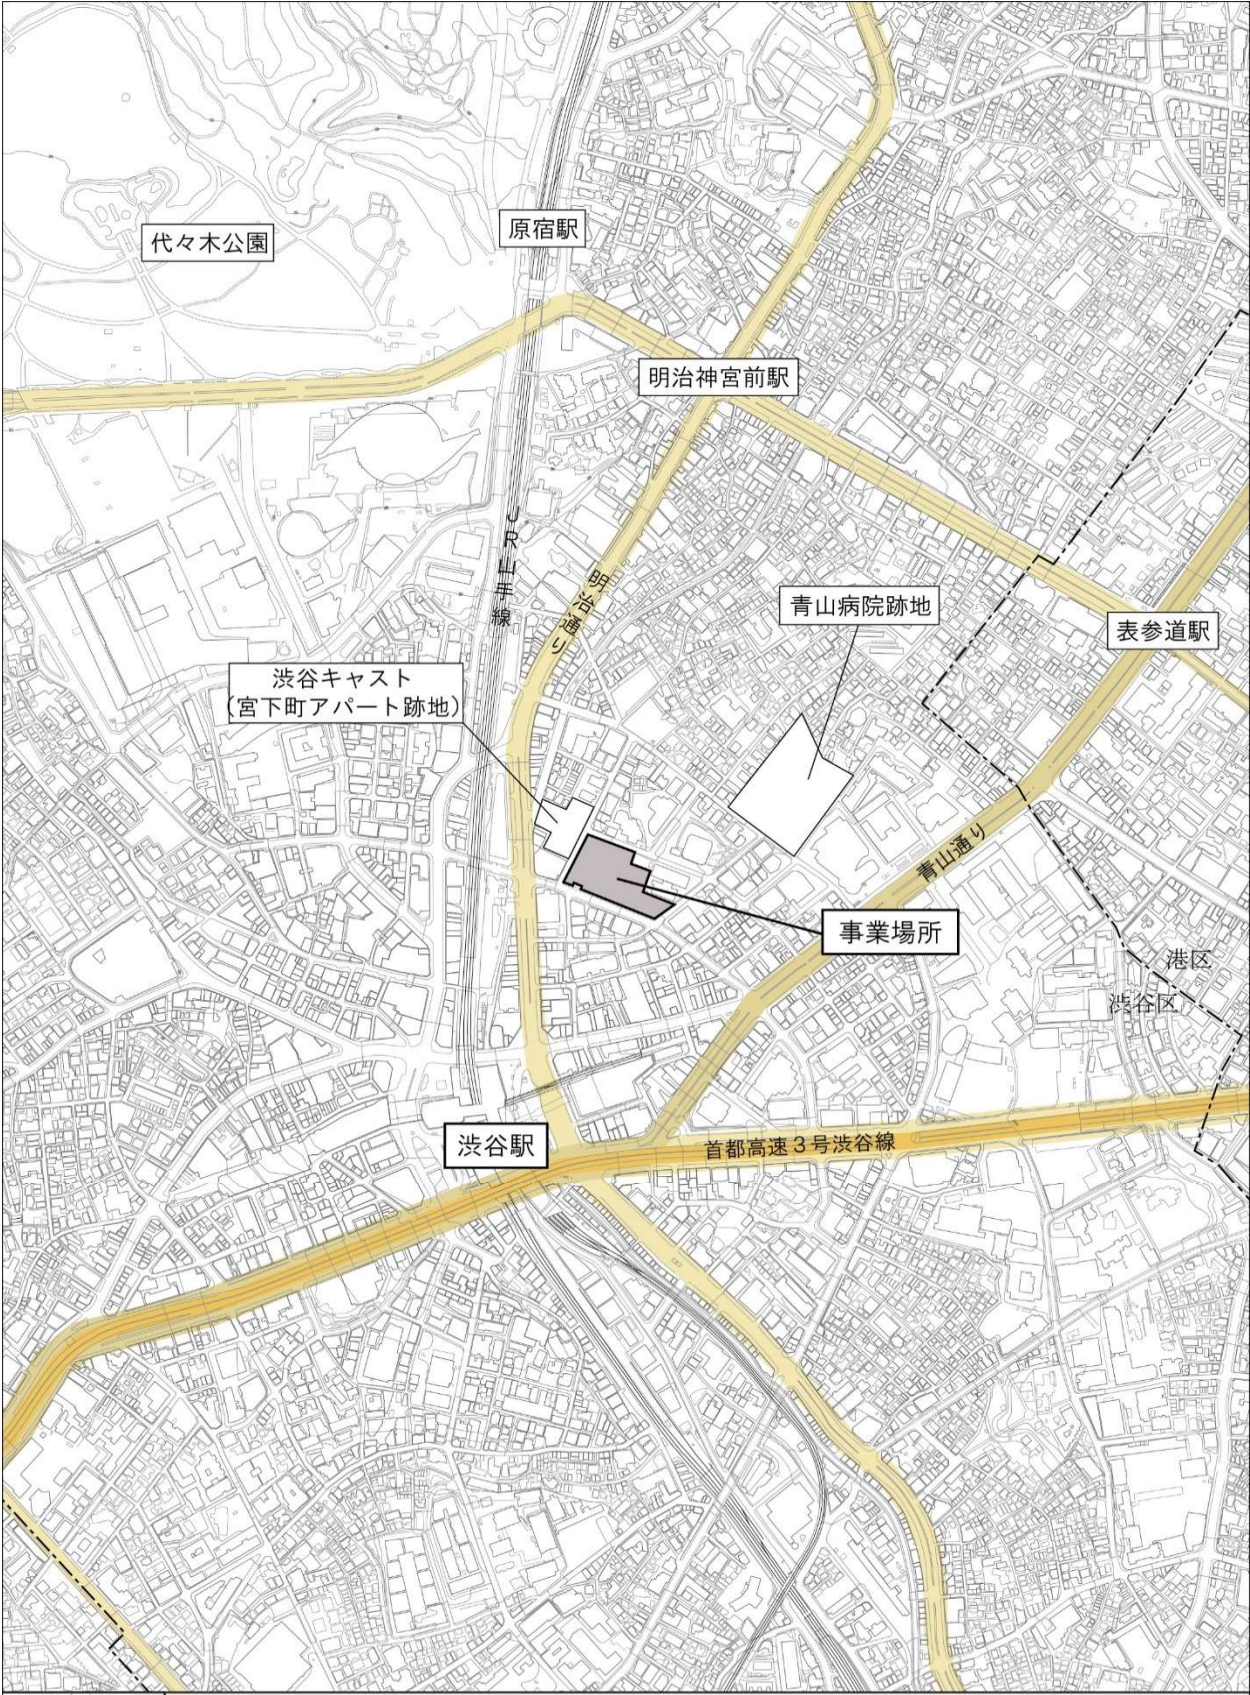 原宿駅
代々木公園
明治神宮前駅
JR山手線
明治通り
青山病院跡地
表参道駅
渋谷キャスト
(宮下町アパート跡地)
青山通り
事業場所
港区
渋谷区
渋谷駅
首都高速3号渋谷線